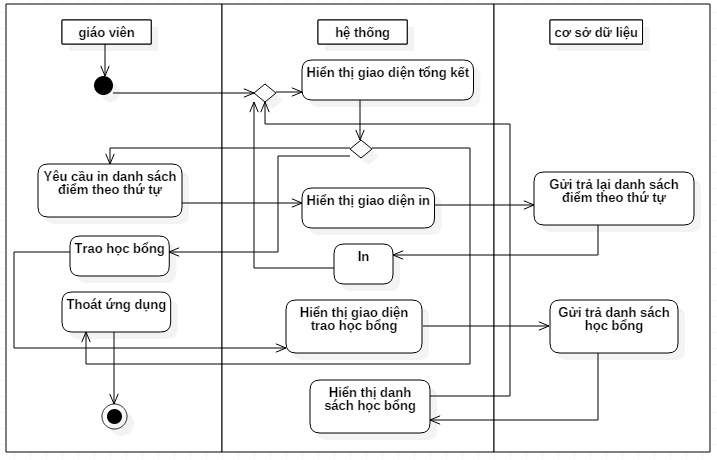 giáo viên
hệ thống
cơ sở dữ liệu
Hiển thị giao diện tổng kết
Yêu cầu in danh sách
điểm theo thứ tự
Hiển thị giao diện in
Gửi trả lại danh sách
điểm theo thứ tự
Trao học bổng
In
Thoát ứng dụng
Hiển thị giao diện
trao học bổng
Gửi trả danh sách
học bổng
Hiển thị danh
sách học bổng